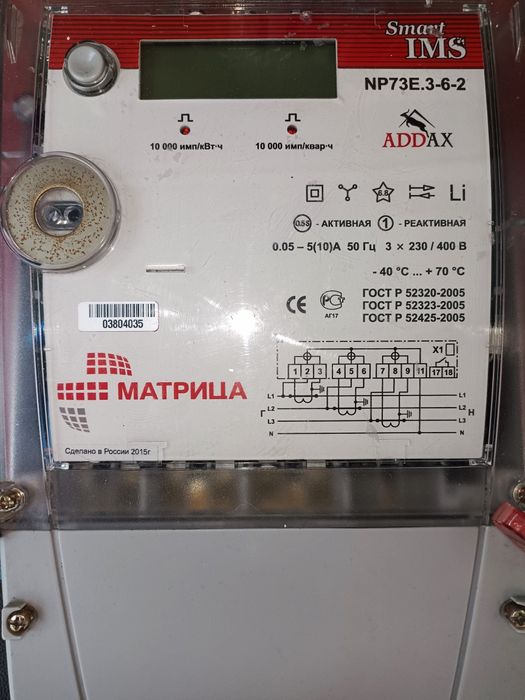 Smart
IMS
NP73E.3-6-2
10 000 имп/кВт·ч
10 000 имп/квар·ч
ADDAX
6.8
Li
0.5S - АКТИВНАЯ 1 - РЕАКТИВНАЯ
0.05 – 5(10)А 50 Гц 3 × 230 / 400 В
- 40 °C ... + 70 °C
ГОСТ Р 52320-2005
ГОСТ Р 52323-2005
ГОСТ Р 52425-2005
CE
АГ17
03804035
МАТРИЦА
Сделано в России 2015г
X1
1 2 3 4 5 6 7 8 9 11 17 18
L1 L1
L2 L2
Г L3 L3 Н
N N